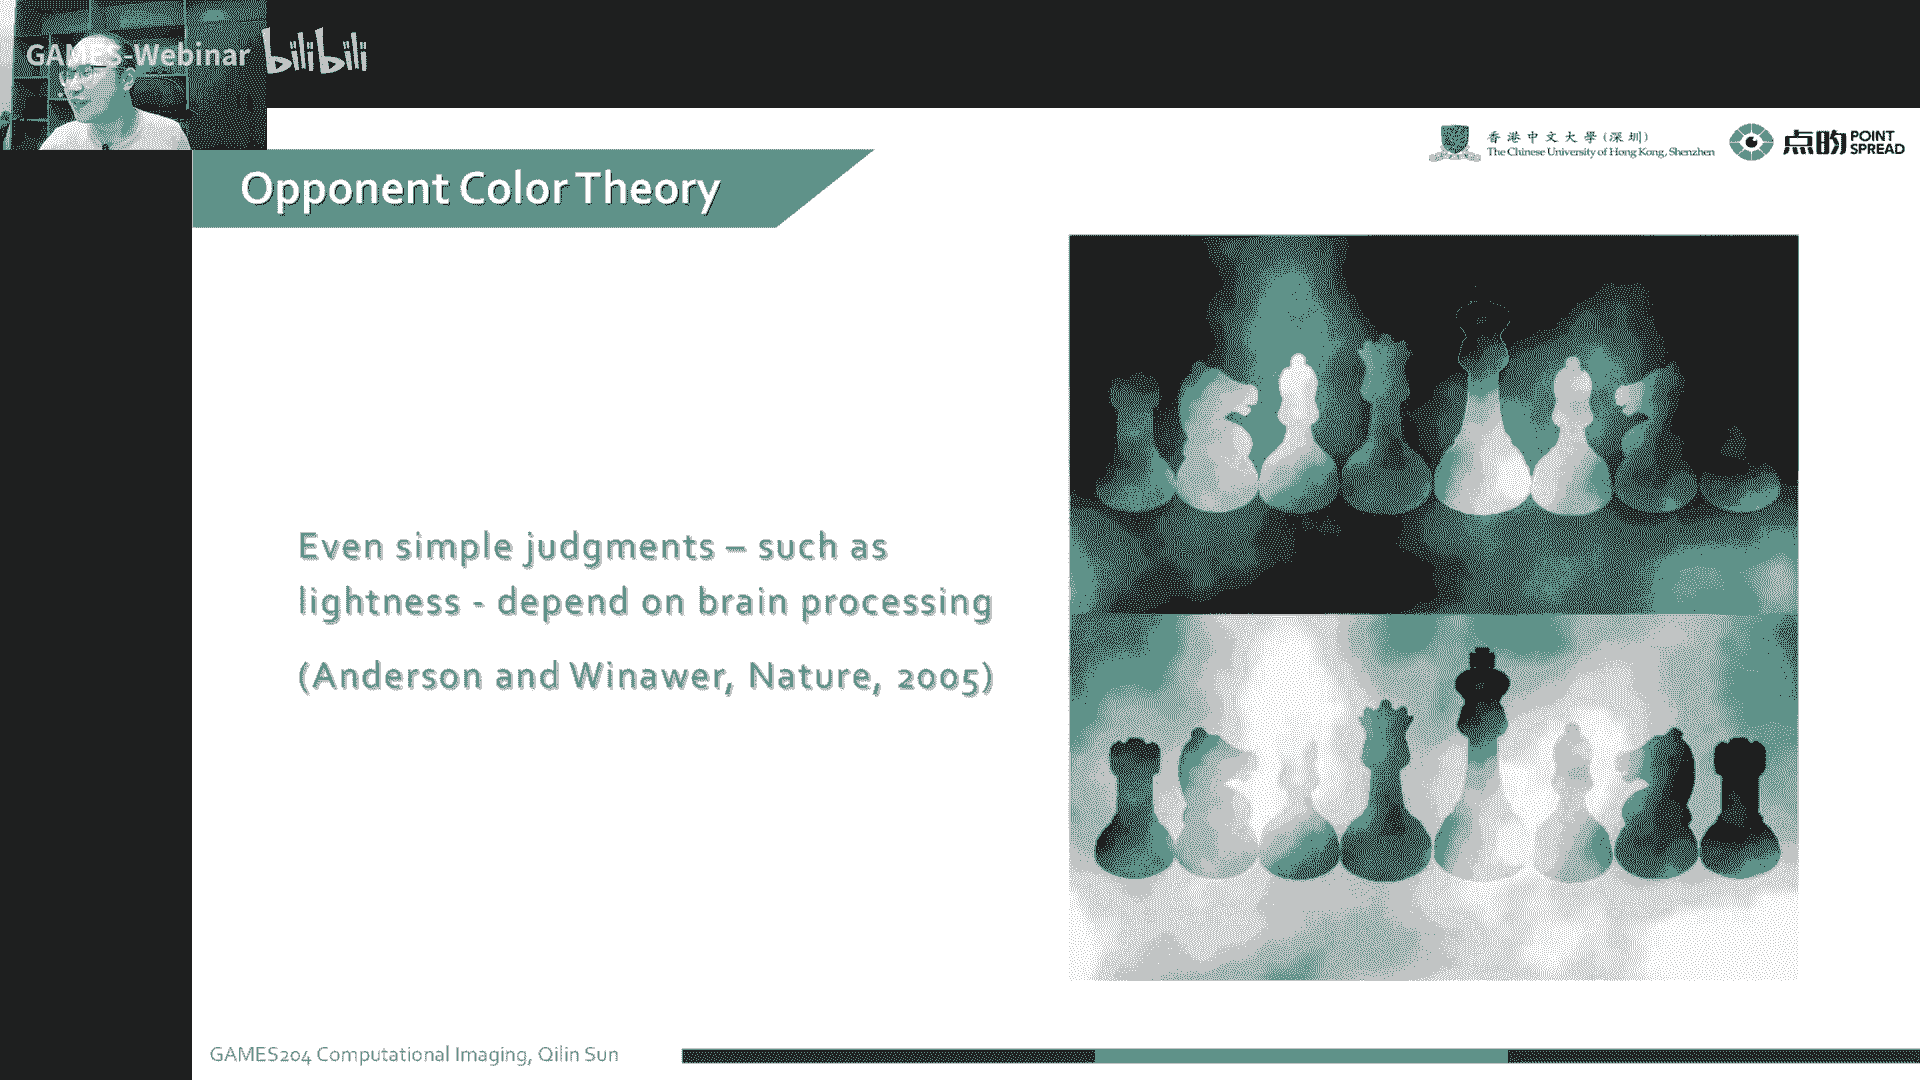 GAMES-Webinar bilibili
香港中文大學(深圳)
The Chinese University of Hong Kong, Shenzhen
点昀 POINT SPREAD
Opponent Color Theory
Even simple judgments – such as
lightness - depend on brain processing
(Anderson and Winawer, Nature, 2005)
GAMES204 Computational Imaging, Qilin Sun